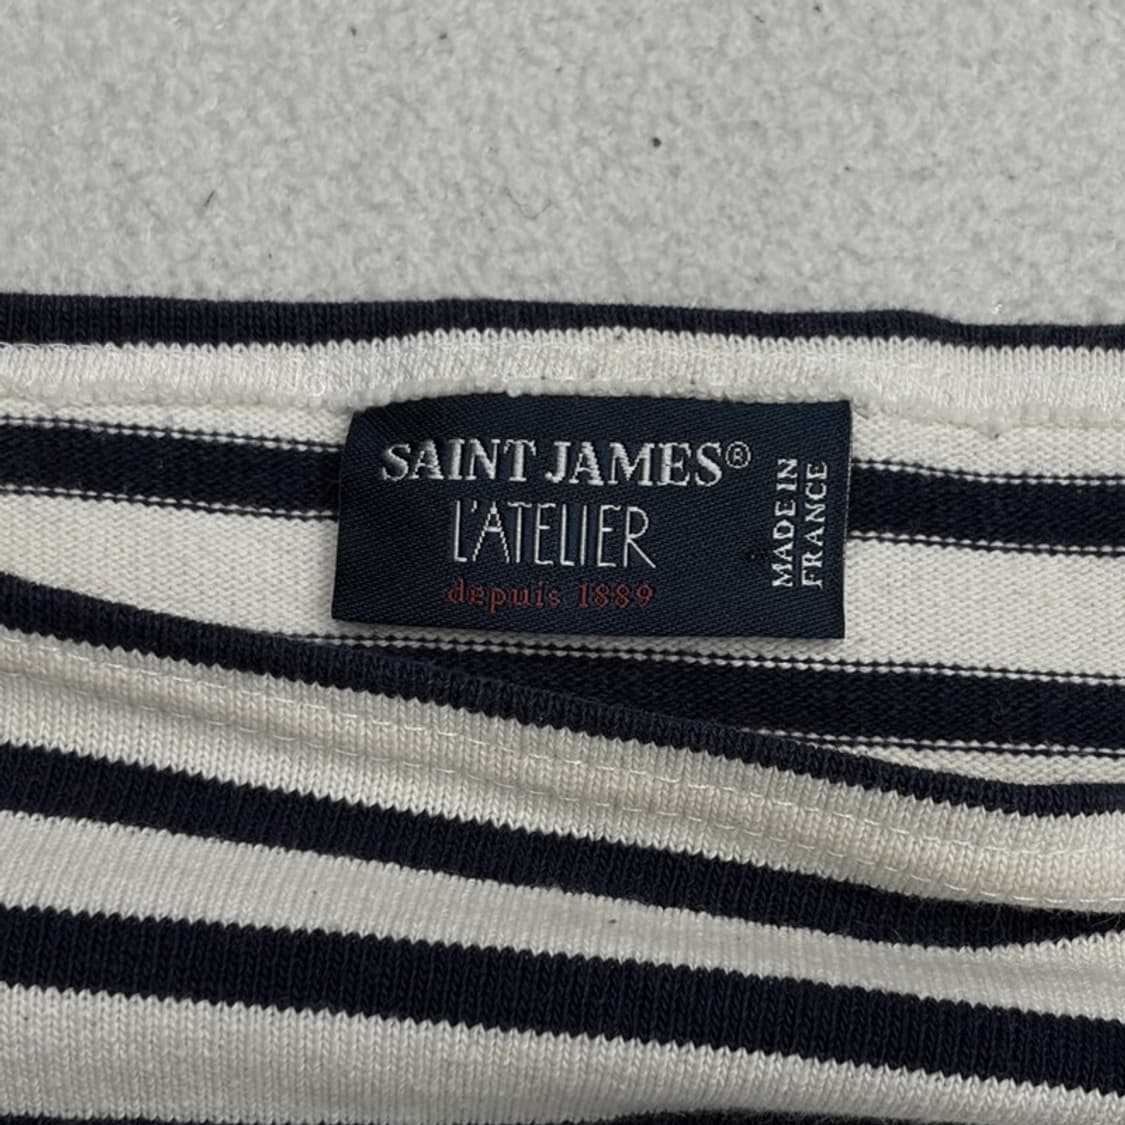 SAINT JAMES®
L'ATELIER
depuis 1889
MADE IN
FRANCE